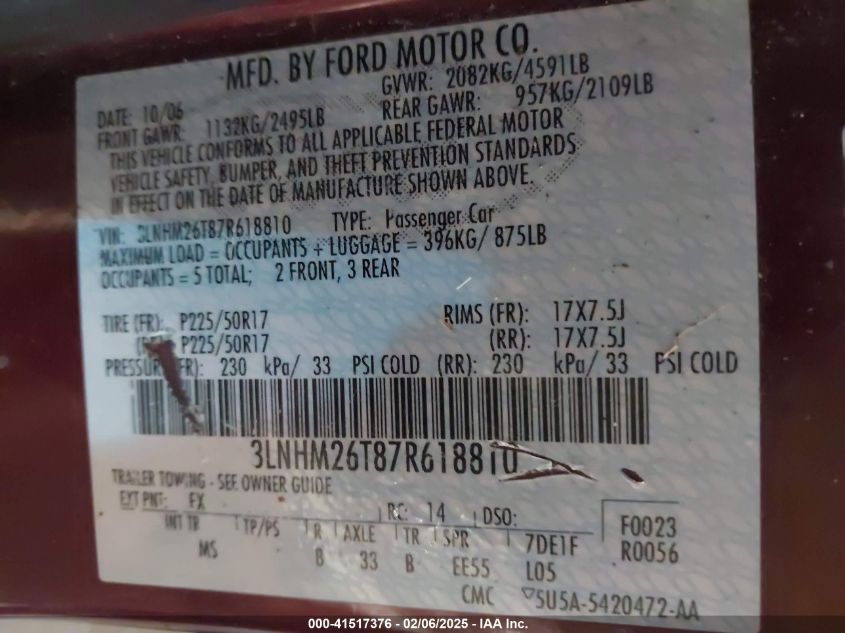 MFD. BY FORD MOTOR CO.
DATE: 10/06 GVWR: 2082KG/4591LB
FRONT GAWR: 1132KG/2495LB REAR GAWR: 957KG/2109LB
THIS VEHICLE CONFORMS TO ALL APPLICABLE FEDERAL MOTOR
VEHICLE SAFETY, BUMPER, AND THEFT PREVENTION STANDARDS
IN EFFECT ON THE DATE OF MANUFACTURE SHOWN ABOVE.
VIN: 3LNHM26T87R618810 TYPE: Passenger Car
MAXIMUM LOAD = OCCUPANTS + LUGGAGE = 396KG/ 875LB
OCCUPANTS = 5 TOTAL; 2 FRONT, 3 REAR
TIRE (FR): P225/50R17 RIMS (FR): 17X7.5J
P225/50R17 (RR): 17X7.5J
PRESSURE (FR): 230 kPa/ 33 PSI COLD (RR): 230 kPa/ 33 PSI COLD
3LNHM26T87R618810
TRAILER TOWING - SEE OWNER GUIDE
EXT PNT: FX RC: 14 DSO: F0023
INT TR TP/PS R AXLE TR SPR 7DE1F R0056
MS B 33 B EE55 L05
CMC 5U5A-5420472-AA
000-41517376 - 02/06/2025 - IAA, Inc.